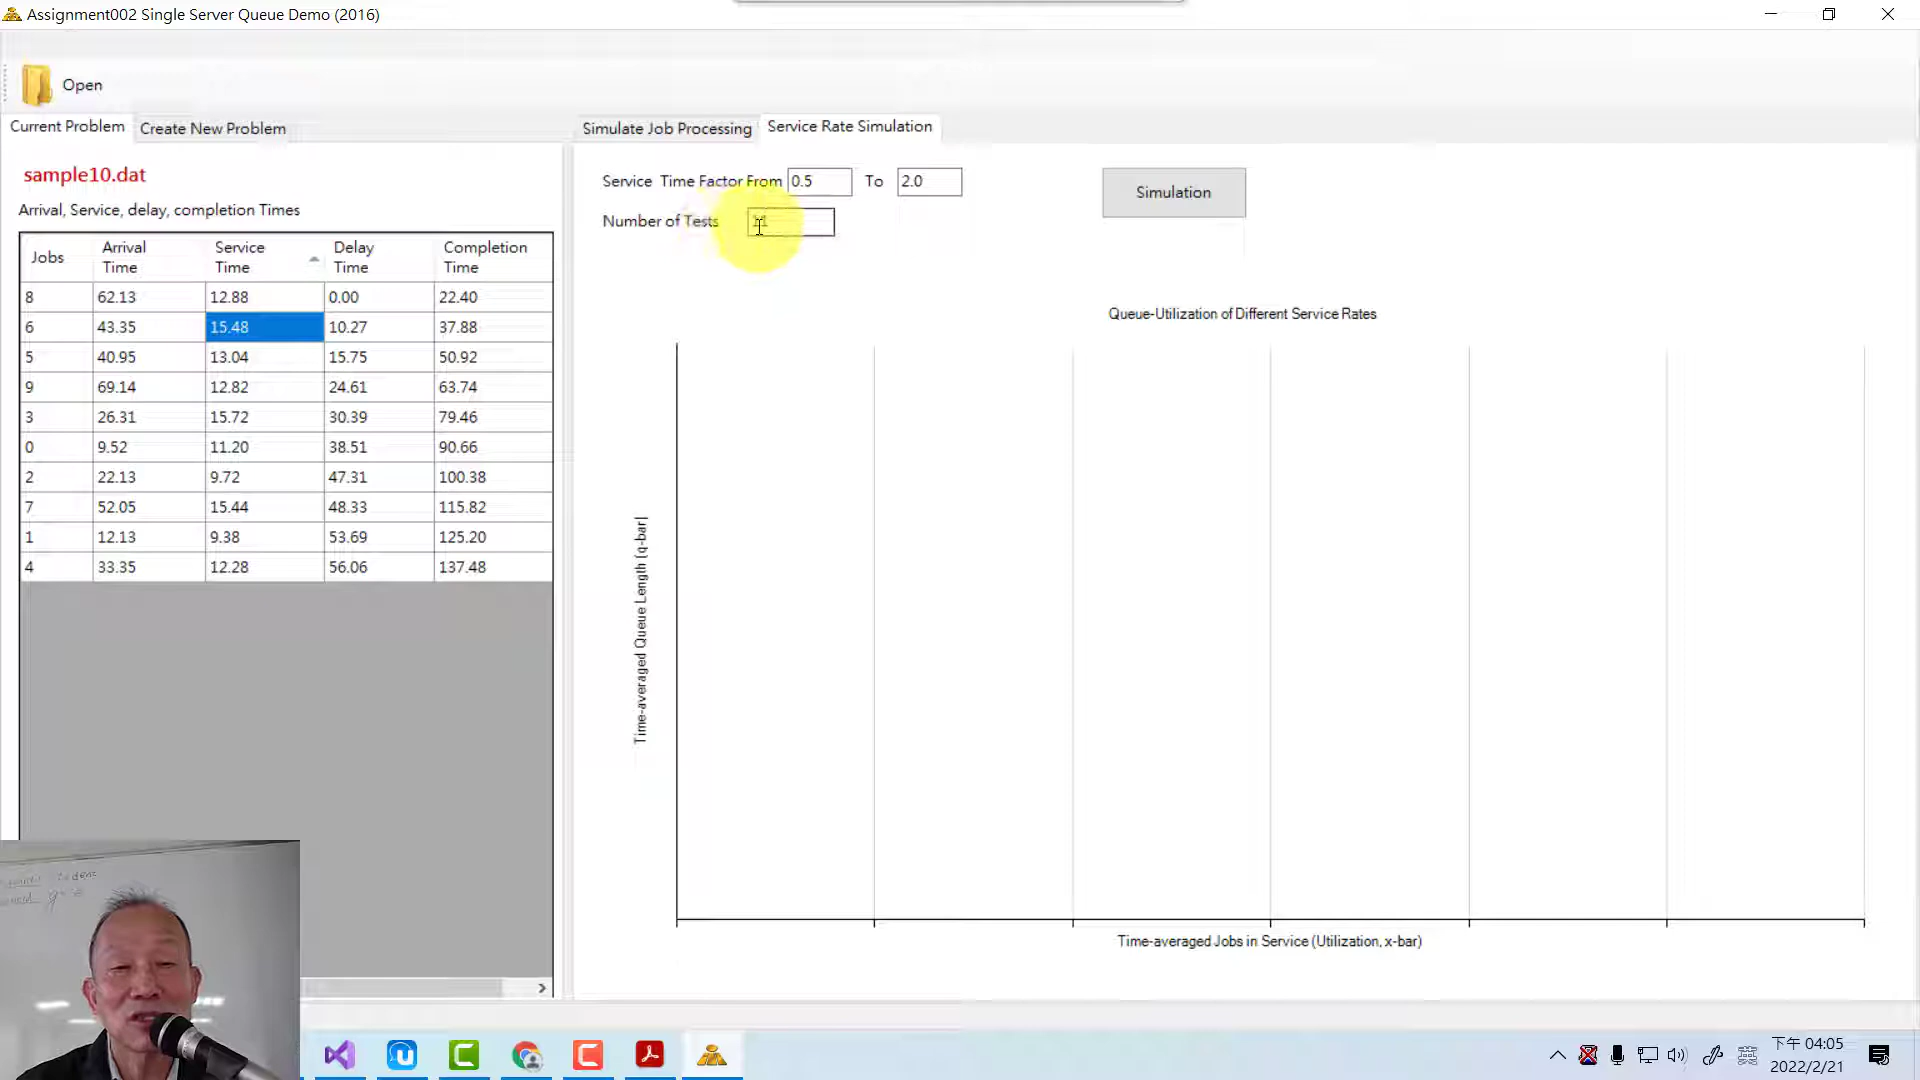 Assignment002 Single Server Queue Demo (2016)
Open
Current Problem
Create New Problem
sample10.dat
Arrival, Service, delay, completion Times
Jobs Arrival Time Service Time Delay Time Completion Time
8 62.13 12.88 0.00 22.40
6 43.35 15.48 10.27 37.88
5 40.95 13.04 15.75 50.92
9 69.14 12.82 24.61 63.74
3 26.31 15.72 30.39 79.46
0 9.52 11.20 38.51 90.66
2 22.13 9.72 47.31 100.38
7 52.05 15.44 48.33 115.82
1 12.13 9.38 53.69 125.20
4 33.35 12.28 56.06 137.48
Simulate Job Processing
Service Rate Simulation
Service Time Factor From 0.5 To 2.0
Number of Tests 11
Simulation
Queue-Utilization of Different Service Rates
Time-averaged Queue Length (q-bar)
Time-averaged Jobs in Service (Utilization, x-bar)
下午 04:05
2022/2/21